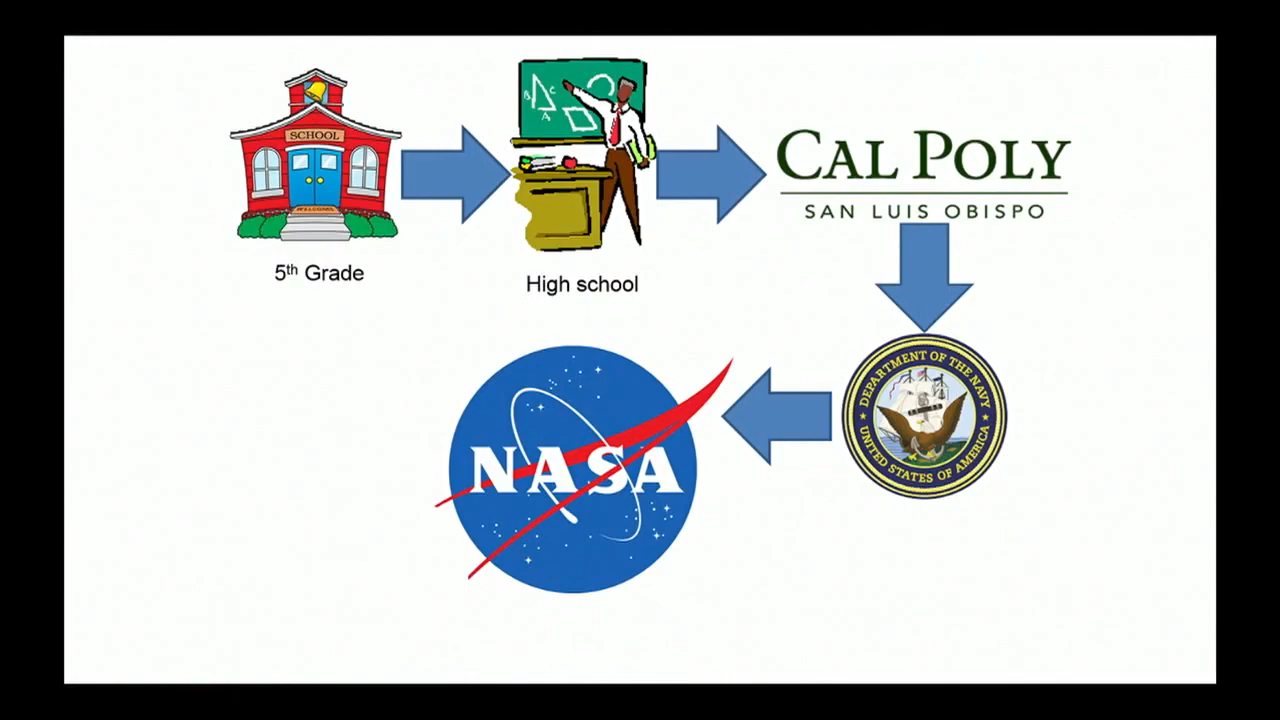 SCHOOL
WELCOME
5th Grade
B
C
A
High school
CAL POLY
SAN LUIS OBISPO
DEPARTMENT OF THE NAVY
UNITED STATES OF AMERICA
NASA